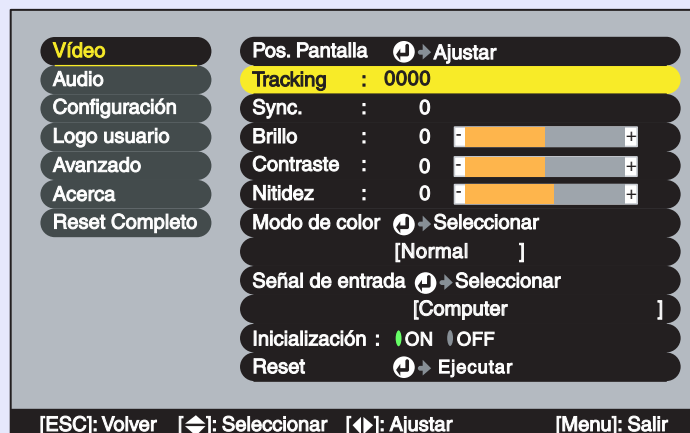 Vídeo
Audio
Configuración
Logo usuario
Avanzado
Acerca
Reset Completo
Pos. Pantalla Ajustar
Tracking : 0000
Sync. : 0
Brillo : 0 - +
Contraste : 0 - +
Nitidez : 0 - +
Modo de color Seleccionar
[Normal ]
Señal de entrada Seleccionar
[Computer ]
Inicialización : ON OFF
Reset Ejecutar
[ESC]: Volver [ ]: Seleccionar [ ]: Ajustar [Menu]: Salir